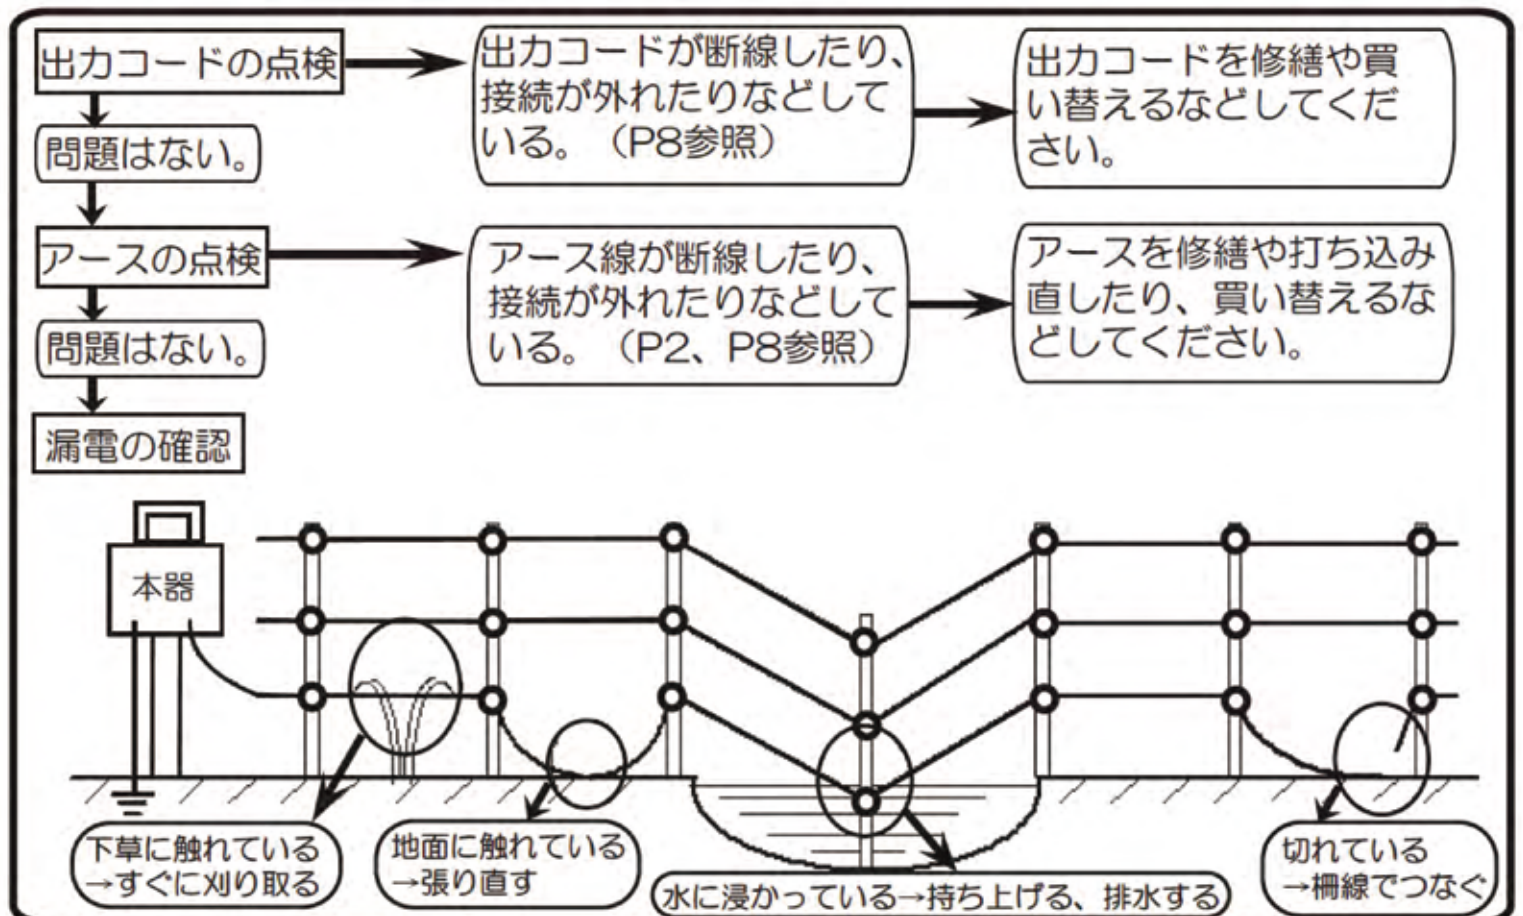 出力コードの点検
出力コードが断線したり、
接続が外れたりなどして
いる。（P8参照）
出力コードを修繕や買
い替えるなどしてくだ
さい。
問題はない。
アースの点検
アース線が断線したり、
接続が外れたりなどして
いる。（P2、P8参照）
アースを修繕や打ち込み
直したり、買い替えるな
どしてください。
問題はない。
漏電の確認
本器
下草に触れている
→すぐに刈り取る
地面に触れている
→張り直す
水に浸かっている→持ち上げる、排水する
切れている
→柵線でつなぐ